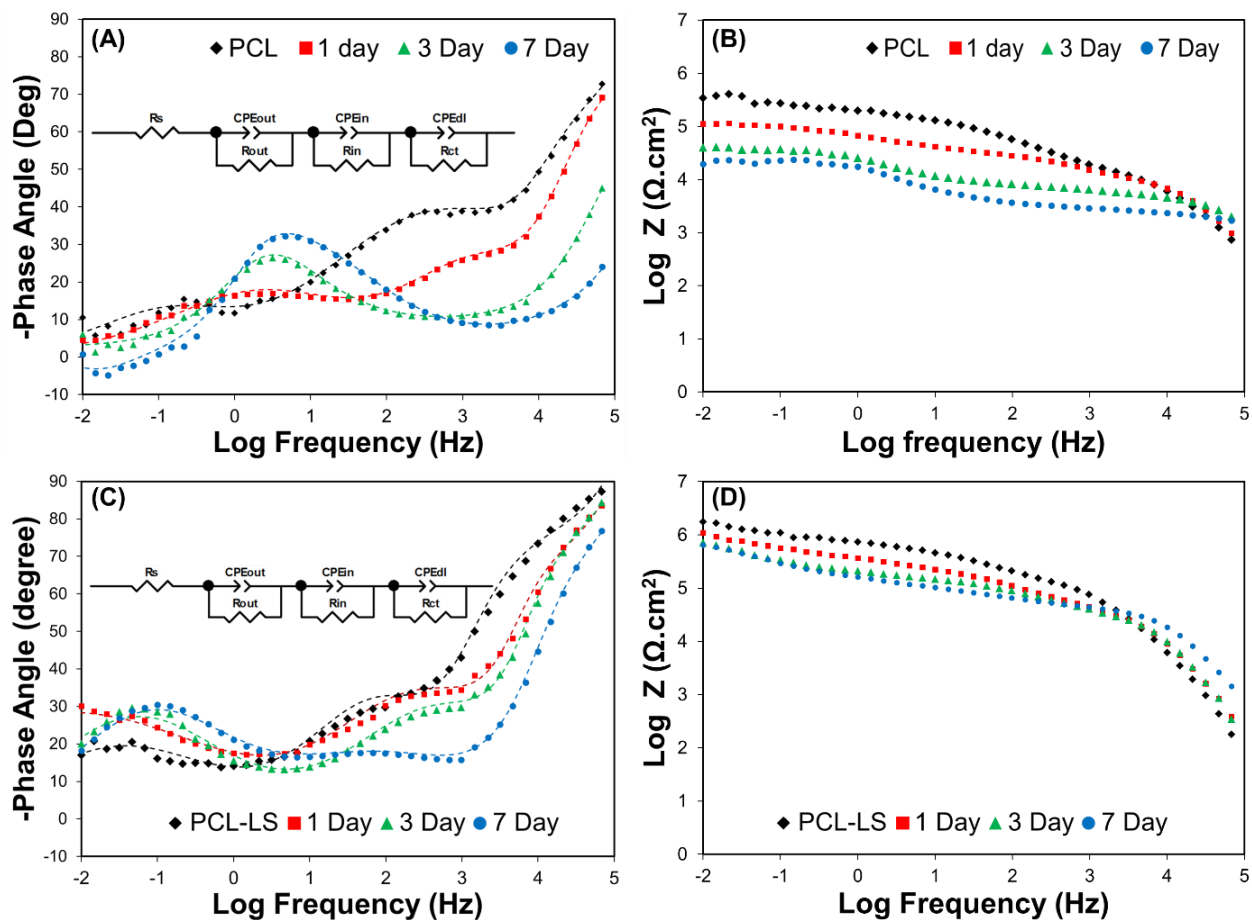 (A)
PCL 1 day 3 Day 7 Day
90
80
70
60
50
40
30
20
10
0
-10
-Phase Angle (Deg)
Rs CPEout CPEin CPEdl
Rout Rin Rct
-2 -1 0 1 2 3 4 5
Log Frequency (Hz)
(B)
PCL 1 day 3 Day 7 Day
7
6
5
4
3
2
1
0
Log Z (Ω.cm²)
-2 -1 0 1 2 3 4 5
Log frequency (Hz)
(C)
90
80
70
60
50
40
30
20
10
0
-10
-Phase Angle (degree)
Rs CPEout CPEin CPEdl
Rout Rin Rct
PCL-LS 1 Day 3 Day 7 Day
-2 -1 0 1 2 3 4 5
Log Frequency (Hz)
(D)
7
6
5
4
3
2
1
0
Log Z (Ω.cm²)
PCL-LS 1 Day 3 Day 7 Day
-2 -1 0 1 2 3 4 5
Log Frequency (Hz)